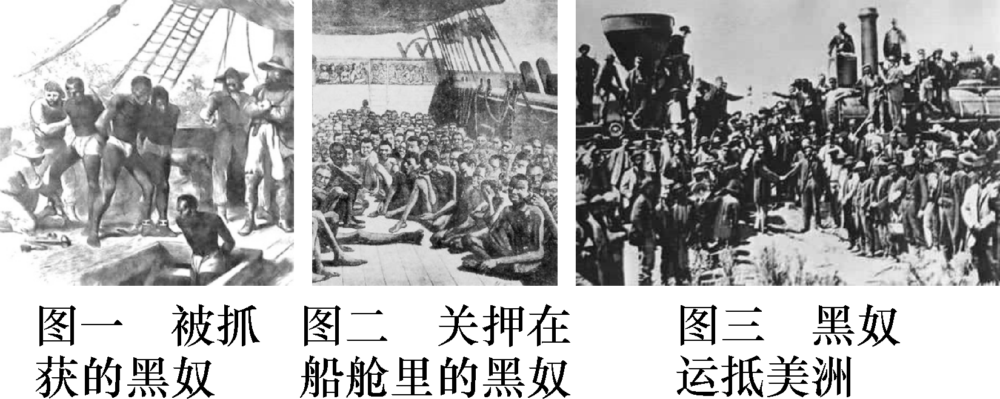 图一 被抓
获的黑奴
图二 关押在
船舱里的黑奴
图三 黑奴
运抵美洲